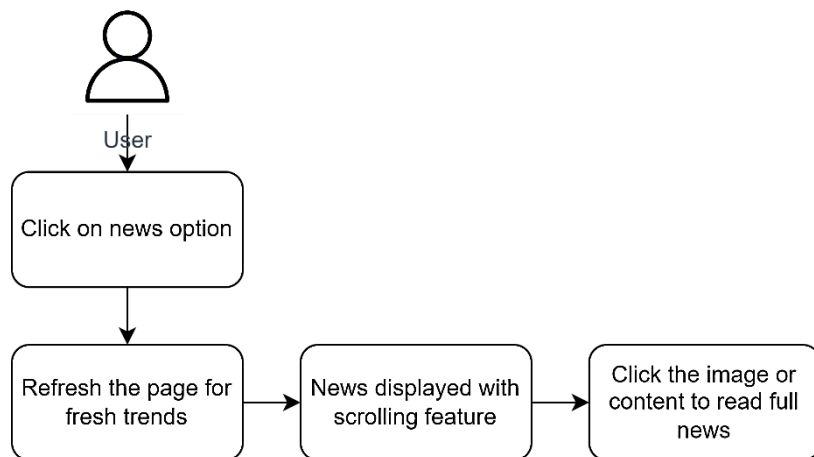 User
Click on news option
Refresh the page for
fresh trends
News displayed with
scrolling feature
Click the image or
content to read full
news